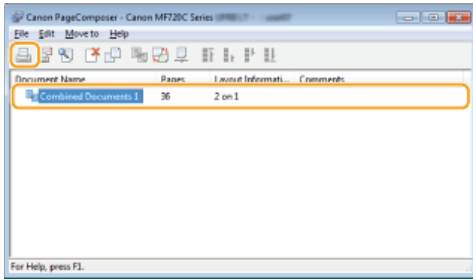 Canon PageComposer - Canon MF720C Series
File Edit Move to Help
Document Name Pages Layout Informati... Comments
Combined Documents 1 36 2 on 1
For Help, press F1.